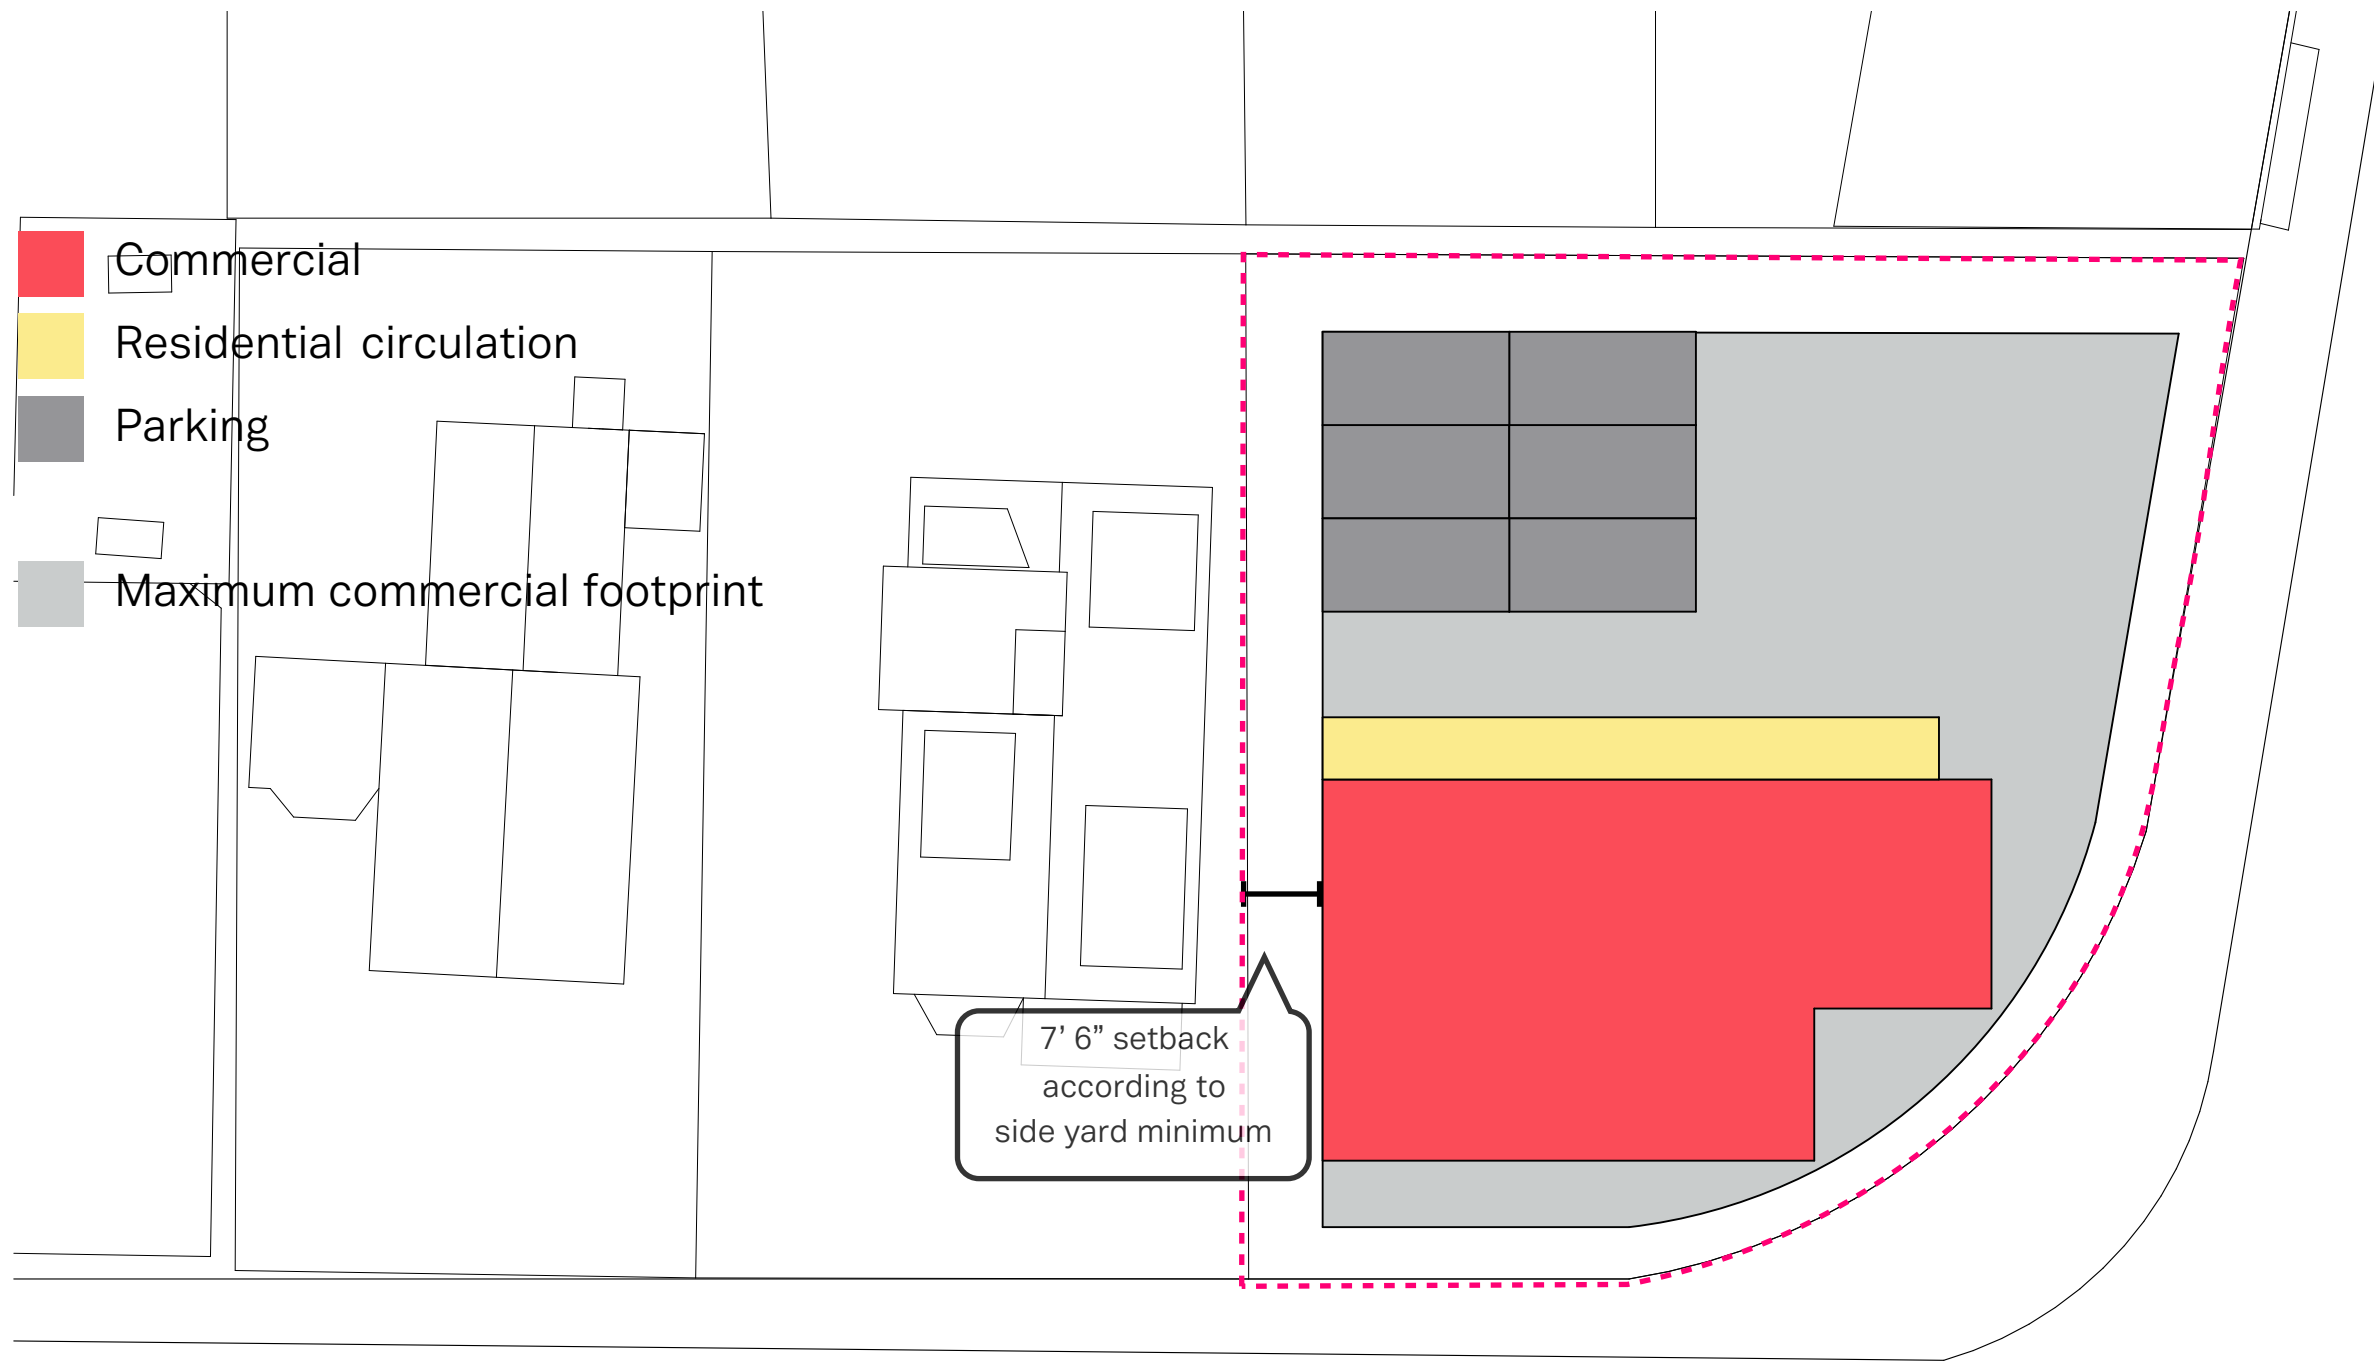 Commercial
Residential circulation
Parking
Maximum commercial footprint
7’ 6” setback
according to
side yard minimum